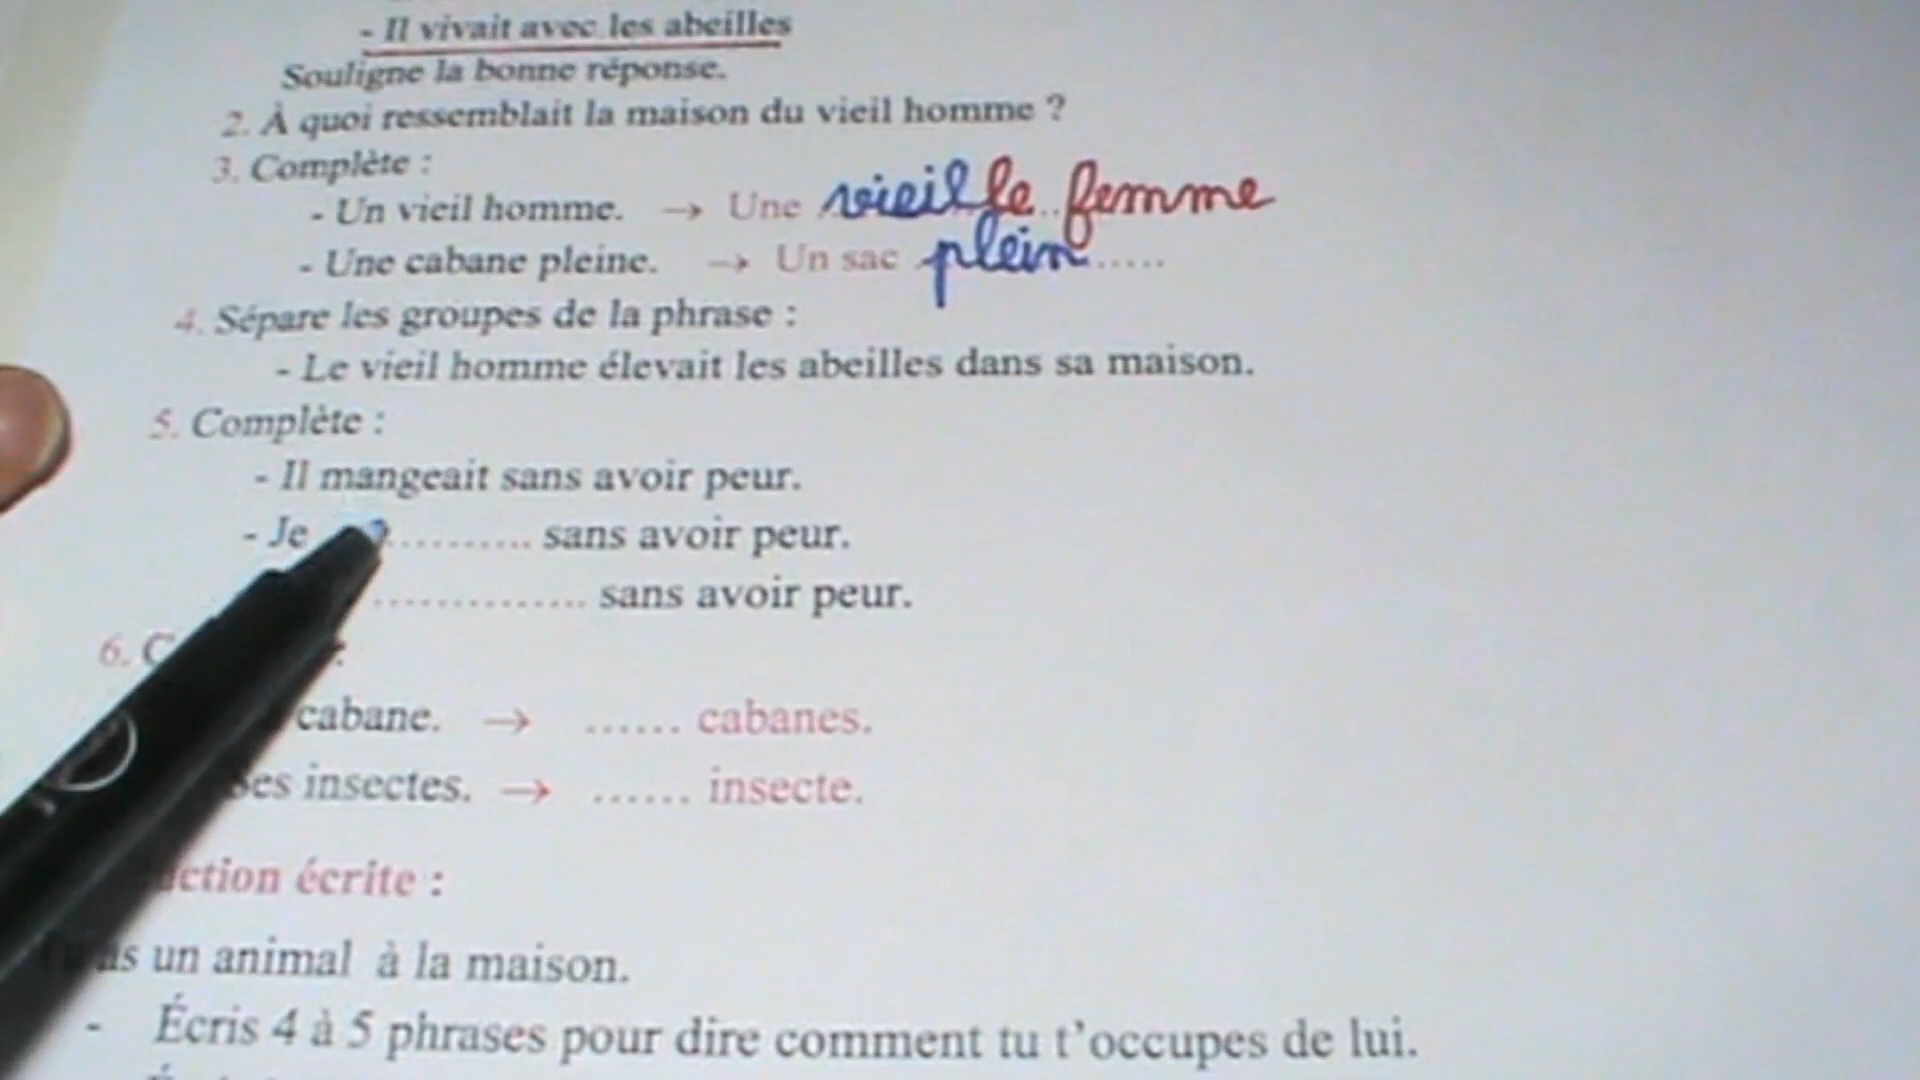 - Il vivait avec les abeilles
Souligne la bonne réponse.
2. À quoi ressemblait la maison du vieil homme ?
3. Complète :
- Un vieil homme. → Une vieille femme
- Une cabane pleine. → Un sac plein......
4. Sépare les groupes de la phrase :
- Le vieil homme élevait les abeilles dans sa maison.
5. Complète :
- Il mangeait sans avoir peur.
- Je .......... sans avoir peur.
.............. sans avoir peur.
6. C :
cabane. → ...... cabanes.
ses insectes. → ...... insecte.
ction écrite :
un animal à la maison.
- Écris 4 à 5 phrases pour dire comment tu t'occupes de lui.